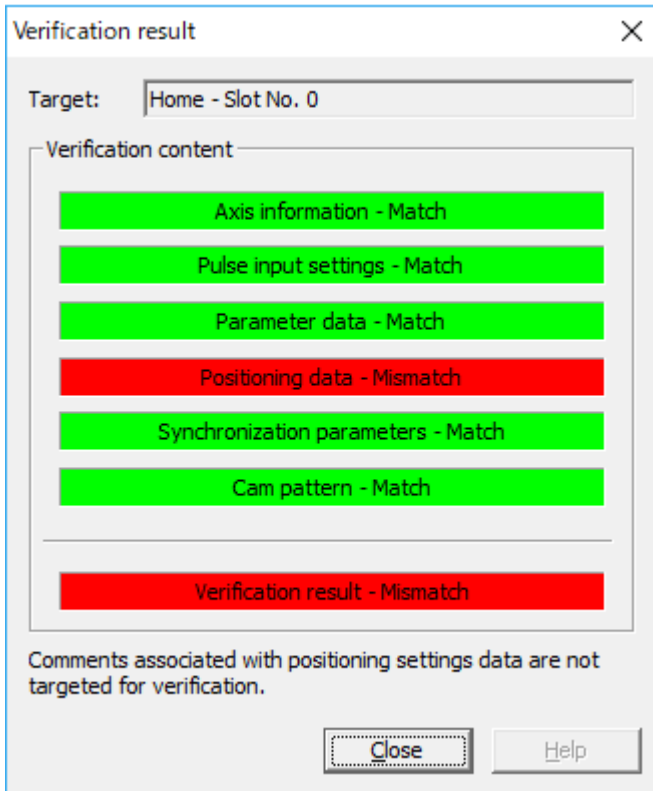 Verification result
Target: Home - Slot No. 0
Verification content
Axis information - Match
Pulse input settings - Match
Parameter data - Match
Positioning data - Mismatch
Synchronization parameters - Match
Cam pattern - Match
Verification result - Mismatch
Comments associated with positioning settings data are not
targeted for verification.
Close Help